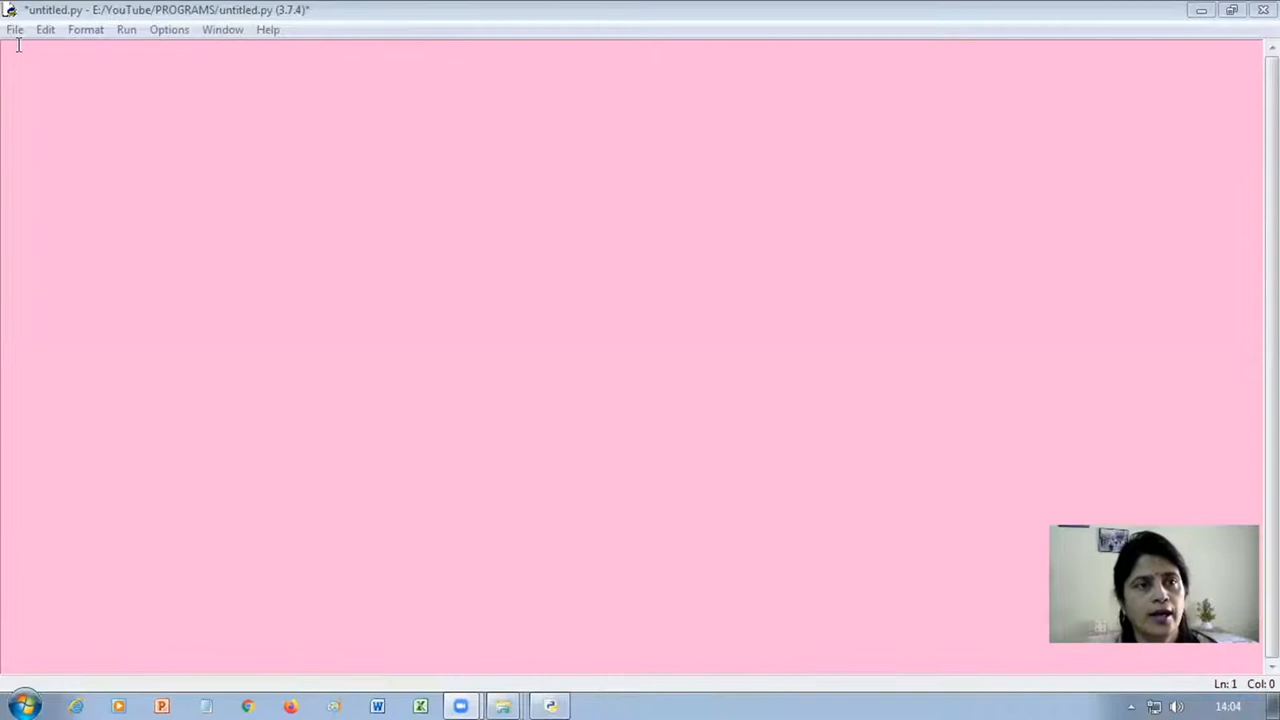 *untitled.py - E:/YouTube/PROGRAMS/untitled.py (3.7.4)*
File Edit Format Run Options Window Help
Ln: 1 Col: 0
14:04